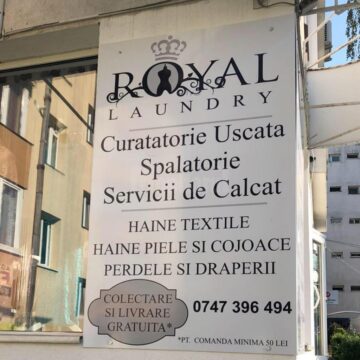 ROYAL
LAUNDRY
Curatatorie Uscata
Spalatorie
Servicii de Calcat
HAINE TEXTILE
HAINE PIELE SI COJOACE
PERDELE SI DRAPERII
COLECTARE
SI LIVRARE
GRATUITA*
0747 396 494
*PT. COMANDA MINIMA 50 LEI